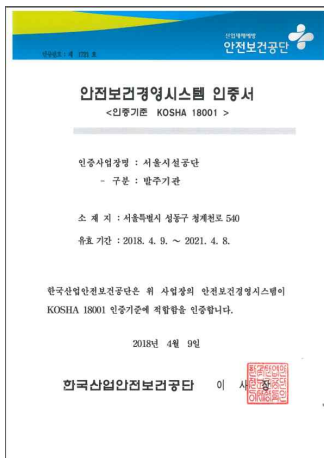 산업재해예방
안전보건공단
인증번호 : 제 1723 호
안전보건경영시스템 인증서
<인증기준 KOSHA 18001 >
인증사업장명 : 서울시설공단
- 구분 : 발주기관
소 재 지 : 서울특별시 성동구 청계천로 540
유효 기간 : 2018. 4. 9. ～ 2021. 4. 8.
한국산업안전보건공단은 위 사업장의 안전보건경영시스템이
KOSHA 18001 인증기준에 적합함을 인증합니다.
2018년 4월 9일
한국산업안전보건공단 이 사 장